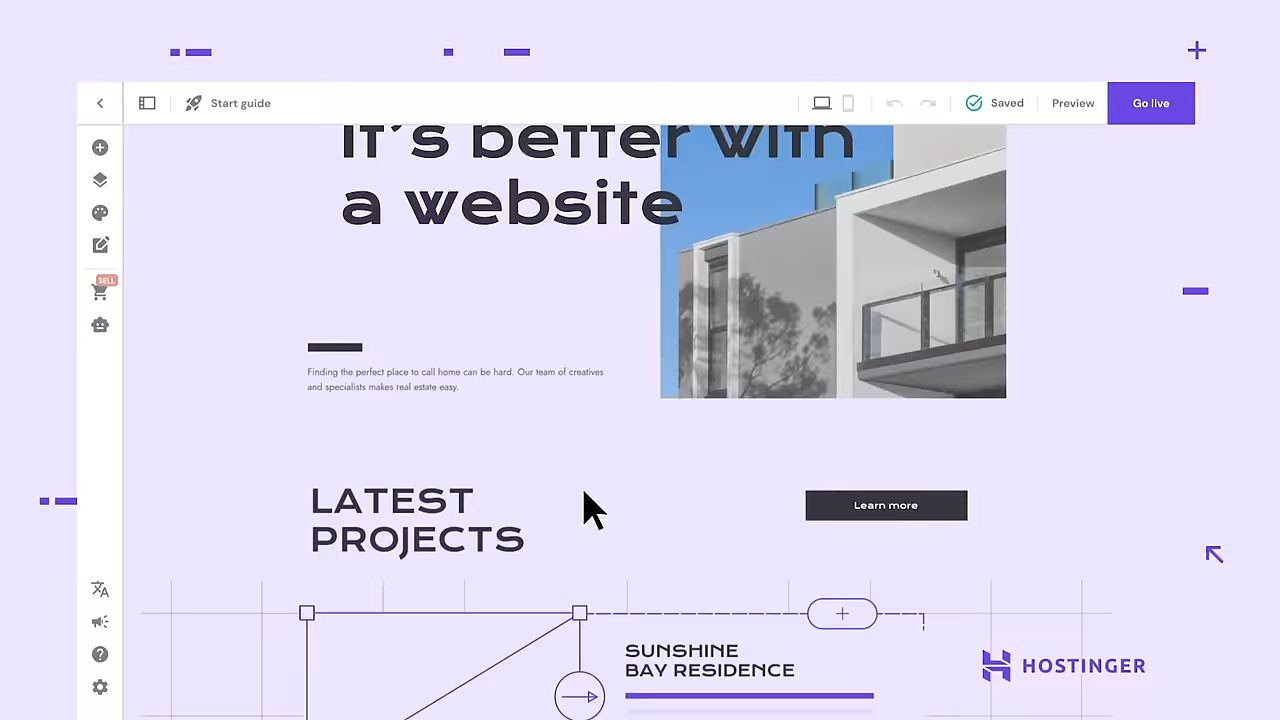 Start guide
Saved
Preview
Go live
It's better with
a website
SELL
Finding the perfect place to call home can be hard. Our team of creatives
and specialists makes real estate easy.
LATEST
PROJECTS
Learn more
SUNSHINE
BAY RESIDENCE
HOSTINGER